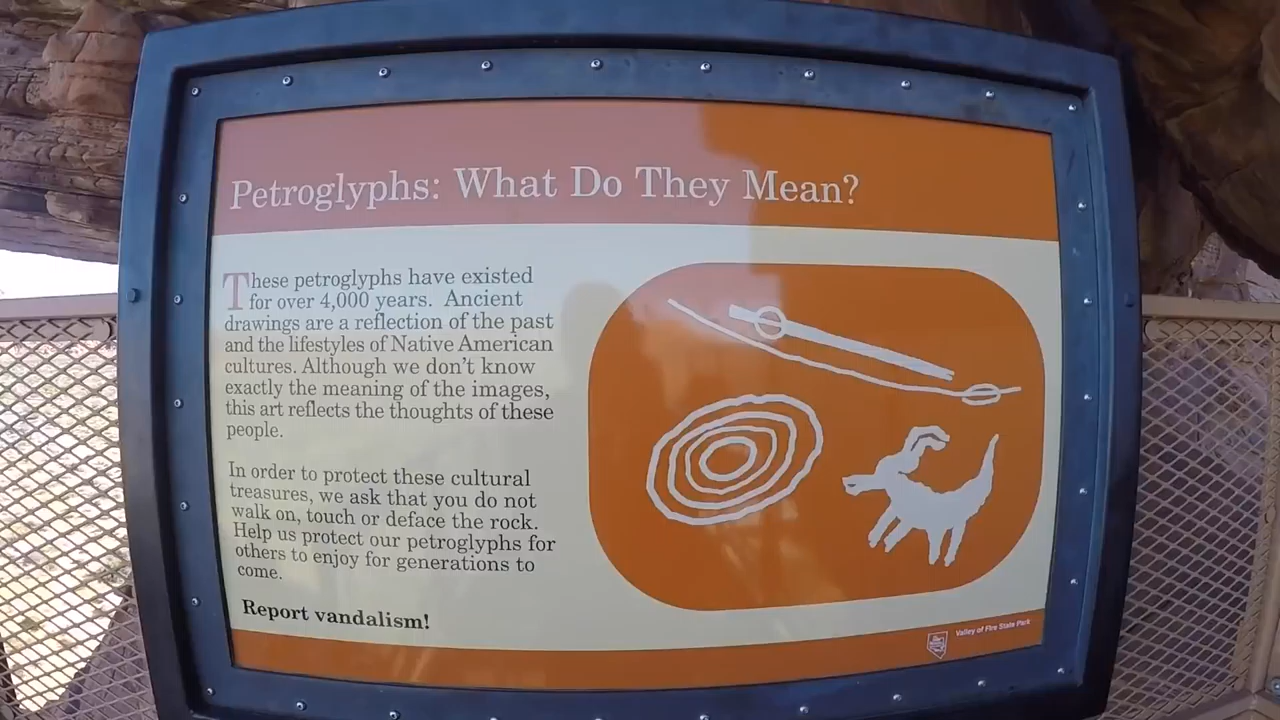 Petroglyphs: What Do They Mean?
These petroglyphs have existed
for over 4,000 years. Ancient
drawings are a reflection of the past
and the lifestyles of Native American
cultures. Although we don't know
exactly the meaning of the images,
this art reflects the thoughts of these
people.
In order to protect these cultural
treasures, we ask that you do not
walk on, touch or deface the rock.
Help us protect our petroglyphs for
others to enjoy for generations to
come.
Report vandalism!
Valley of Fire State Park